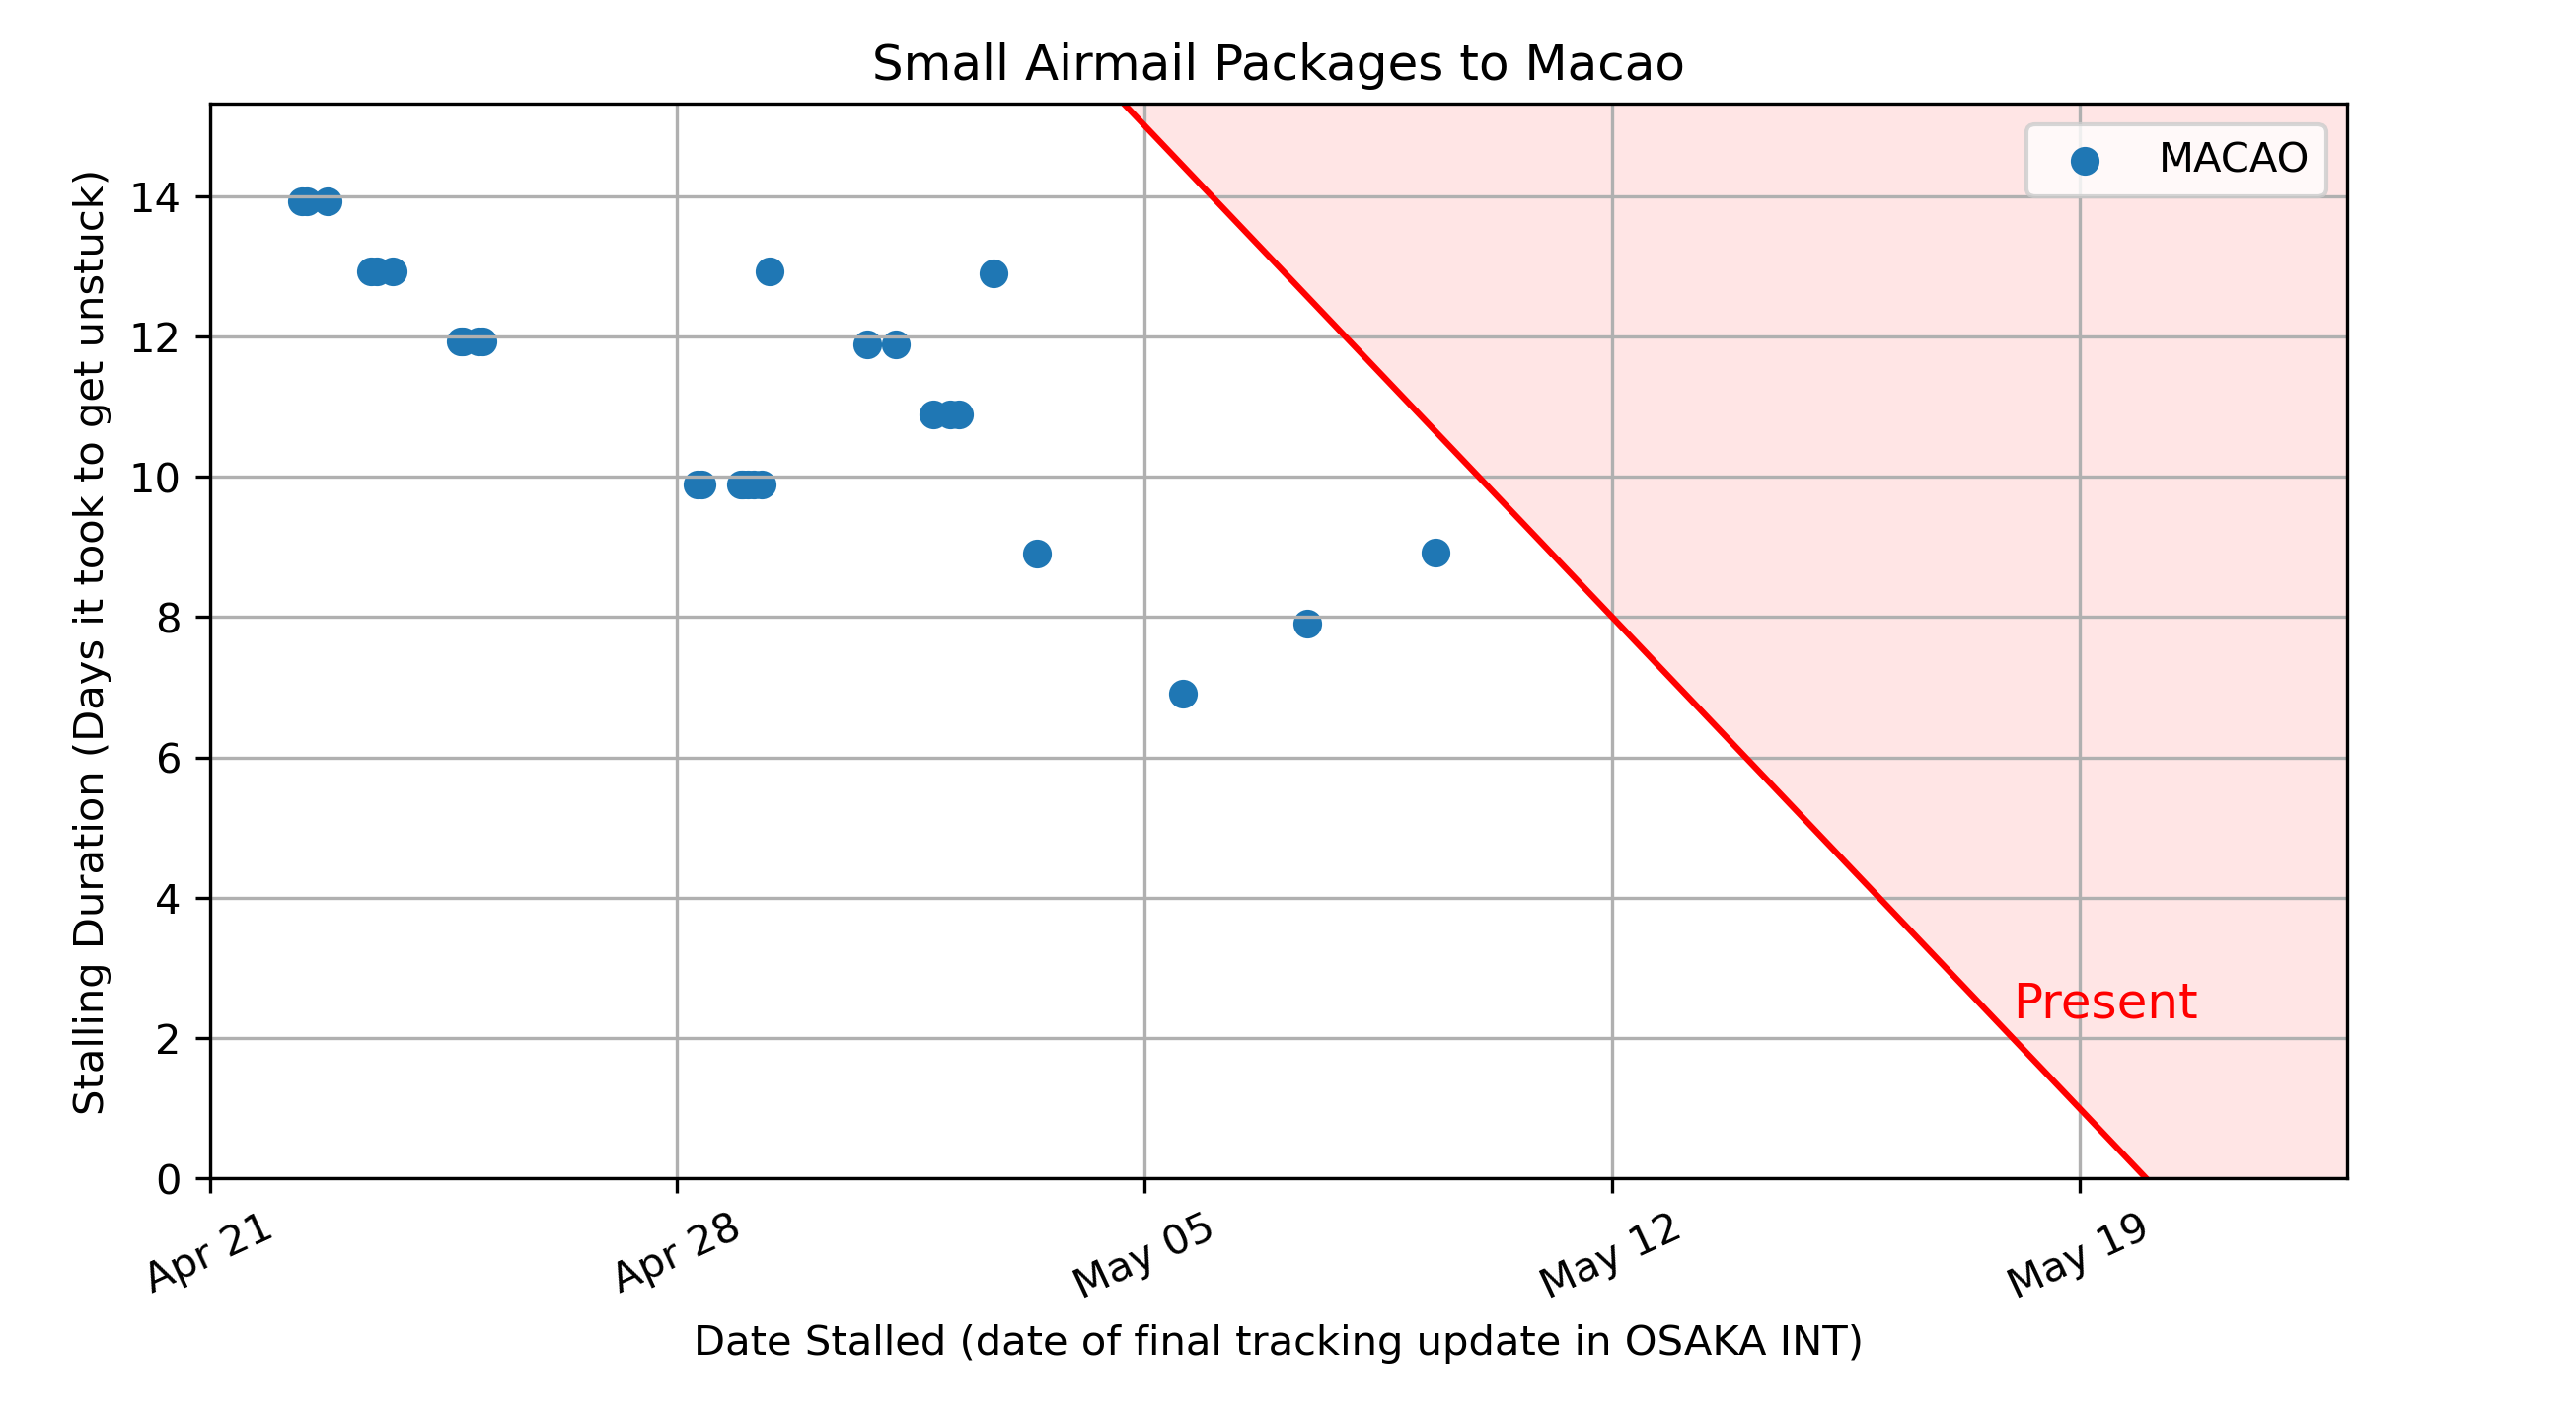 Small Airmail Packages to Macao
MACAO
Stalling Duration (Days it took to get unstuck)
14
12
10
8
6
4
2
0
Present
Apr 21
Apr 28
May 05
May 12
May 19
Date Stalled (date of final tracking update in OSAKA INT)